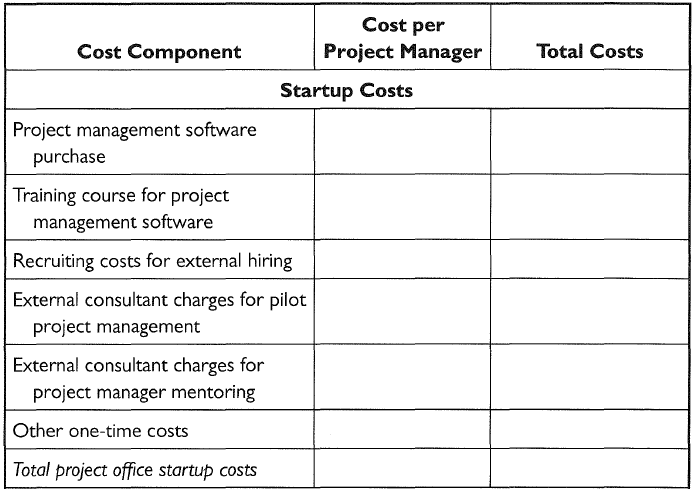 Cost Component
Cost per
Project Manager
Total Costs
Startup Costs
Project management software
purchase
Training course for project
management software
Recruiting costs for external hiring
External consultant charges for pilot
project management
External consultant charges for
project manager mentoring
Other one-time costs
Total project office startup costs